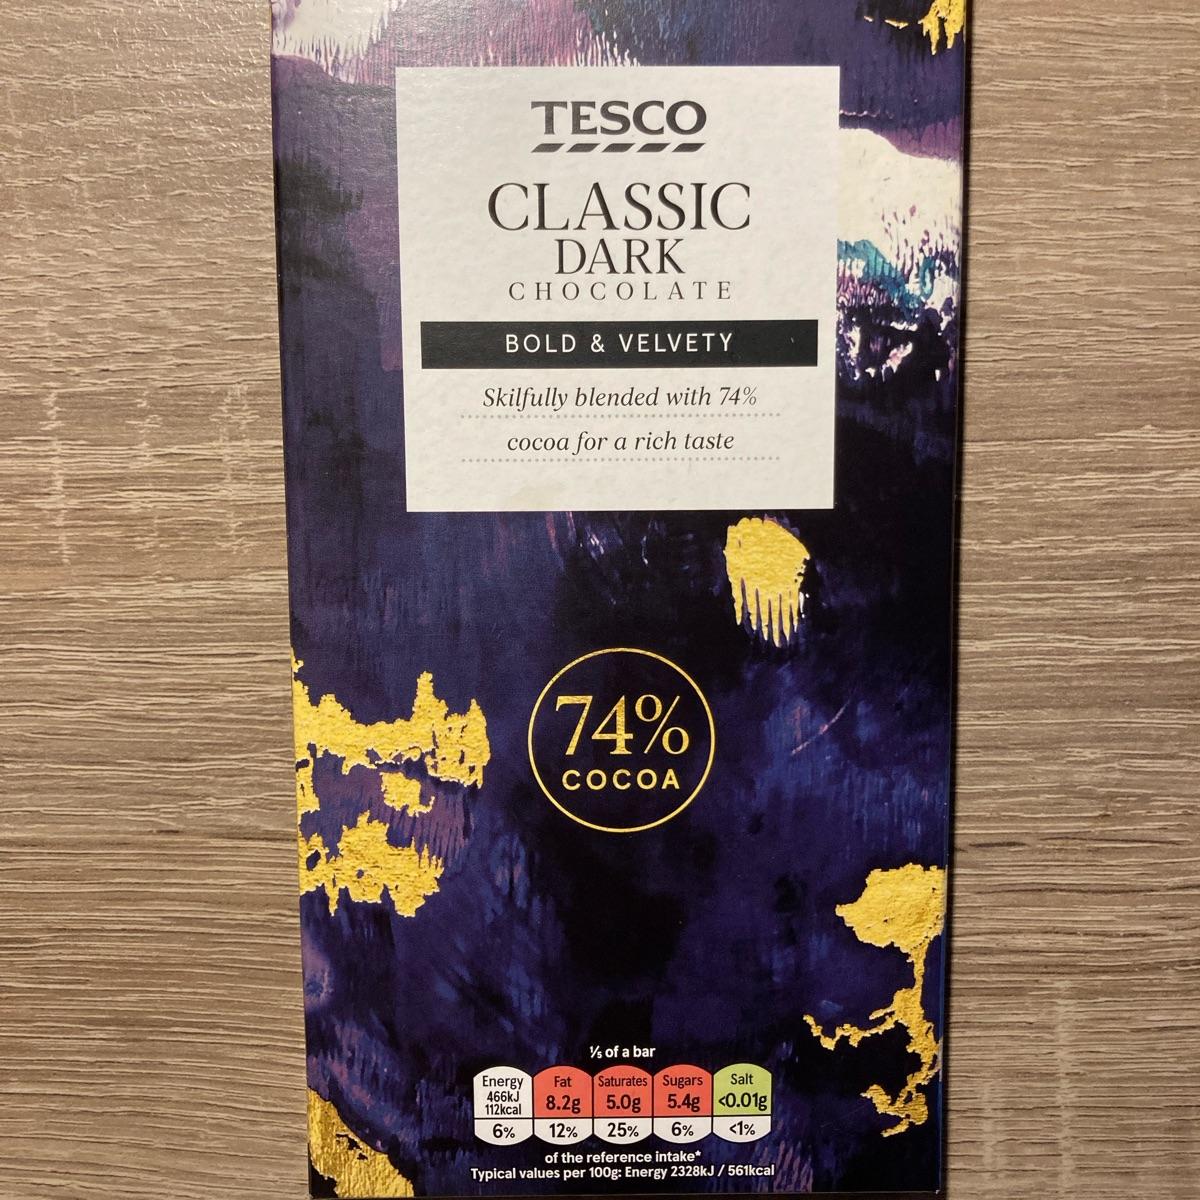 TESCO
CLASSIC
DARK
CHOCOLATE
BOLD & VELVETY
Skilfully blended with 74%
cocoa for a rich taste
74%
COCOA
⅕ of a bar
Energy Fat Saturates Sugars Salt
466kJ 8.2g 5.0g 5.4g <0.01g
112kcal
6% 12% 25% 6% <1%
of the reference intake*
Typical values per 100g: Energy 2328kJ / 561kcal